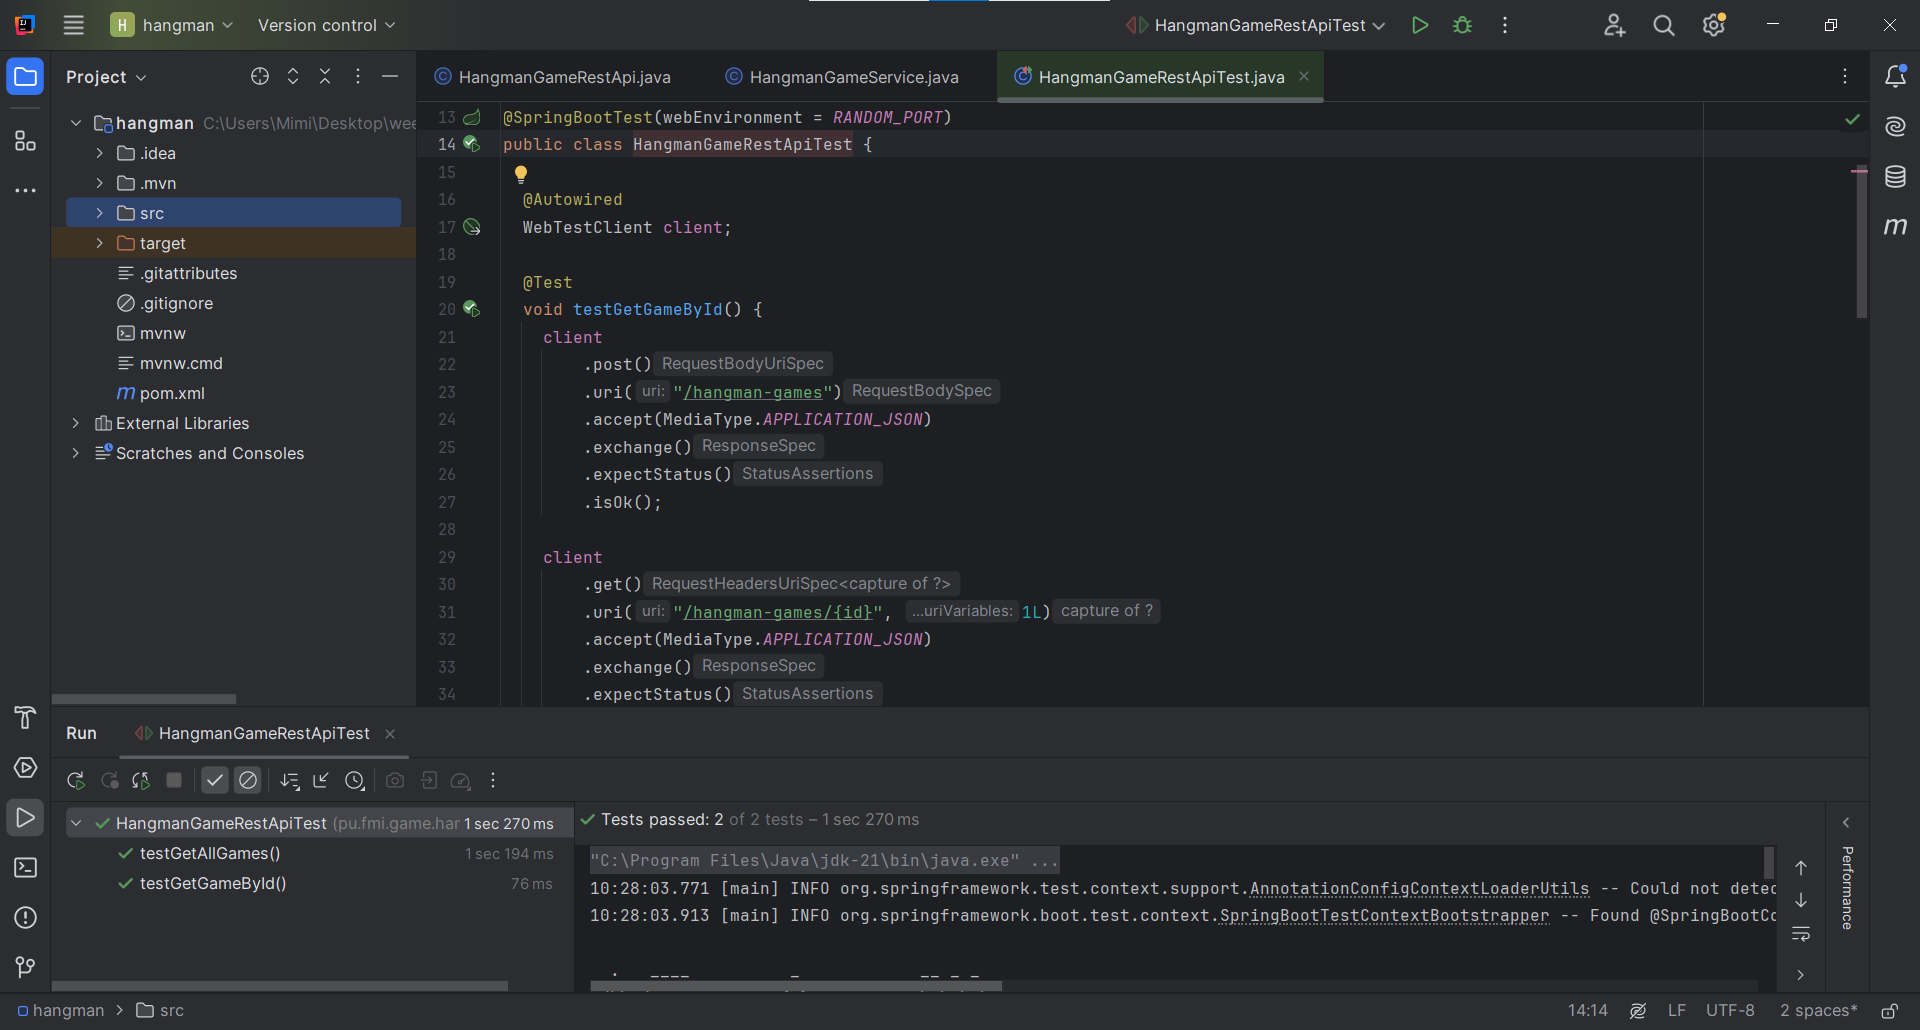 H hangman Version control HangmanGameRestApiTest
Project
HangmanGameRestApi.java HangmanGameService.java HangmanGameRestApiTest.java
hangman C:\Users\Mimi\Desktop\wee
.idea
.mvn
src
target
.gitattributes
.gitignore
mvnw
mvnw.cmd
pom.xml
External Libraries
Scratches and Consoles
13 @SpringBootTest(webEnvironment = RANDOM_PORT)
14 public class HangmanGameRestApiTest {
15
16 @Autowired
17 WebTestClient client;
18
19 @Test
20 void testGetGameById() {
21 client
22 .post() RequestBodyUriSpec
23 .uri( uri: "/hangman-games") RequestBodySpec
24 .accept(MediaType.APPLICATION_JSON)
25 .exchange() ResponseSpec
26 .expectStatus() StatusAssertions
27 .isOk();
28
29 client
30 .get() RequestHeadersUriSpec<capture of ?>
31 .uri( uri: "/hangman-games/{id}", ...uriVariables: 1L) capture of ?
32 .accept(MediaType.APPLICATION_JSON)
33 .exchange() ResponseSpec
34 .expectStatus() StatusAssertions
Run HangmanGameRestApiTest
HangmanGameRestApiTest (pu.fmi.game.har 1 sec 270 ms
testGetAllGames() 1 sec 194 ms
testGetGameById() 76 ms
Tests passed: 2 of 2 tests – 1 sec 270 ms
"C:\Program Files\Java\jdk-21\bin\java.exe" ...
10:28:03.771 [main] INFO org.springframework.test.context.support.AnnotationConfigContextLoaderUtils -- Could not detec
10:28:03.913 [main] INFO org.springframework.boot.test.context.SpringBootTestContextBootstrapper -- Found @SpringBootCo
Performance
hangman > src
14:14 LF UTF-8 2 spaces*